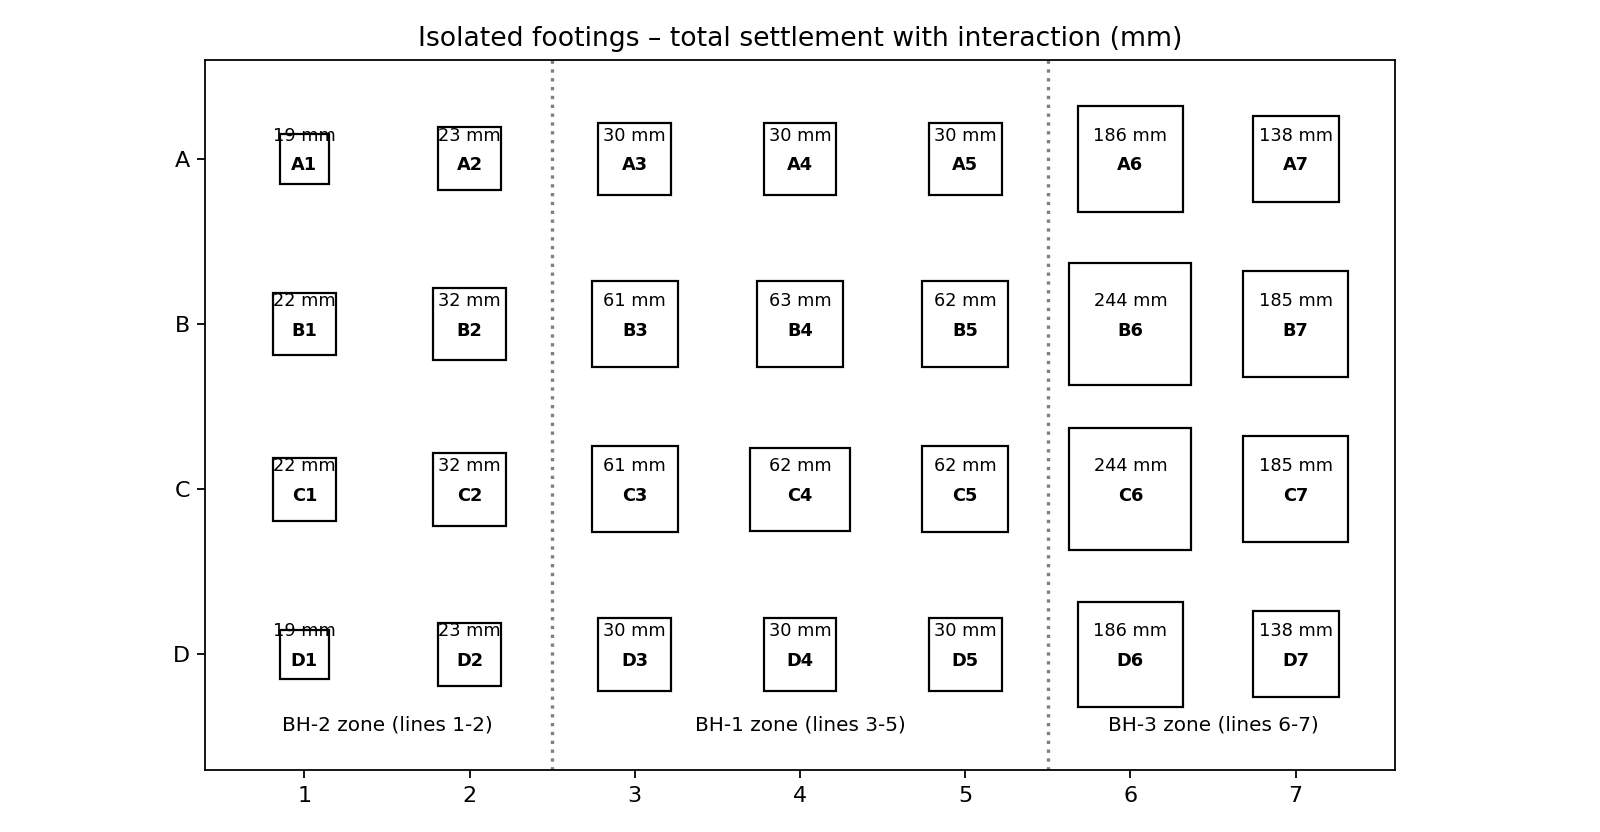 Isolated footings – total settlement with interaction (mm)
A
19 mm
23 mm
30 mm
30 mm
30 mm
186 mm
138 mm
A1
A2
A3
A4
A5
A6
A7
B
22 mm
32 mm
61 mm
63 mm
62 mm
244 mm
185 mm
B1
B2
B3
B4
B5
B6
B7
C
22 mm
32 mm
61 mm
62 mm
62 mm
244 mm
185 mm
C1
C2
C3
C4
C5
C6
C7
D
19 mm
23 mm
30 mm
30 mm
30 mm
186 mm
138 mm
D1
D2
D3
D4
D5
D6
D7
BH-2 zone (lines 1-2)
BH-1 zone (lines 3-5)
BH-3 zone (lines 6-7)
1
2
3
4
5
6
7